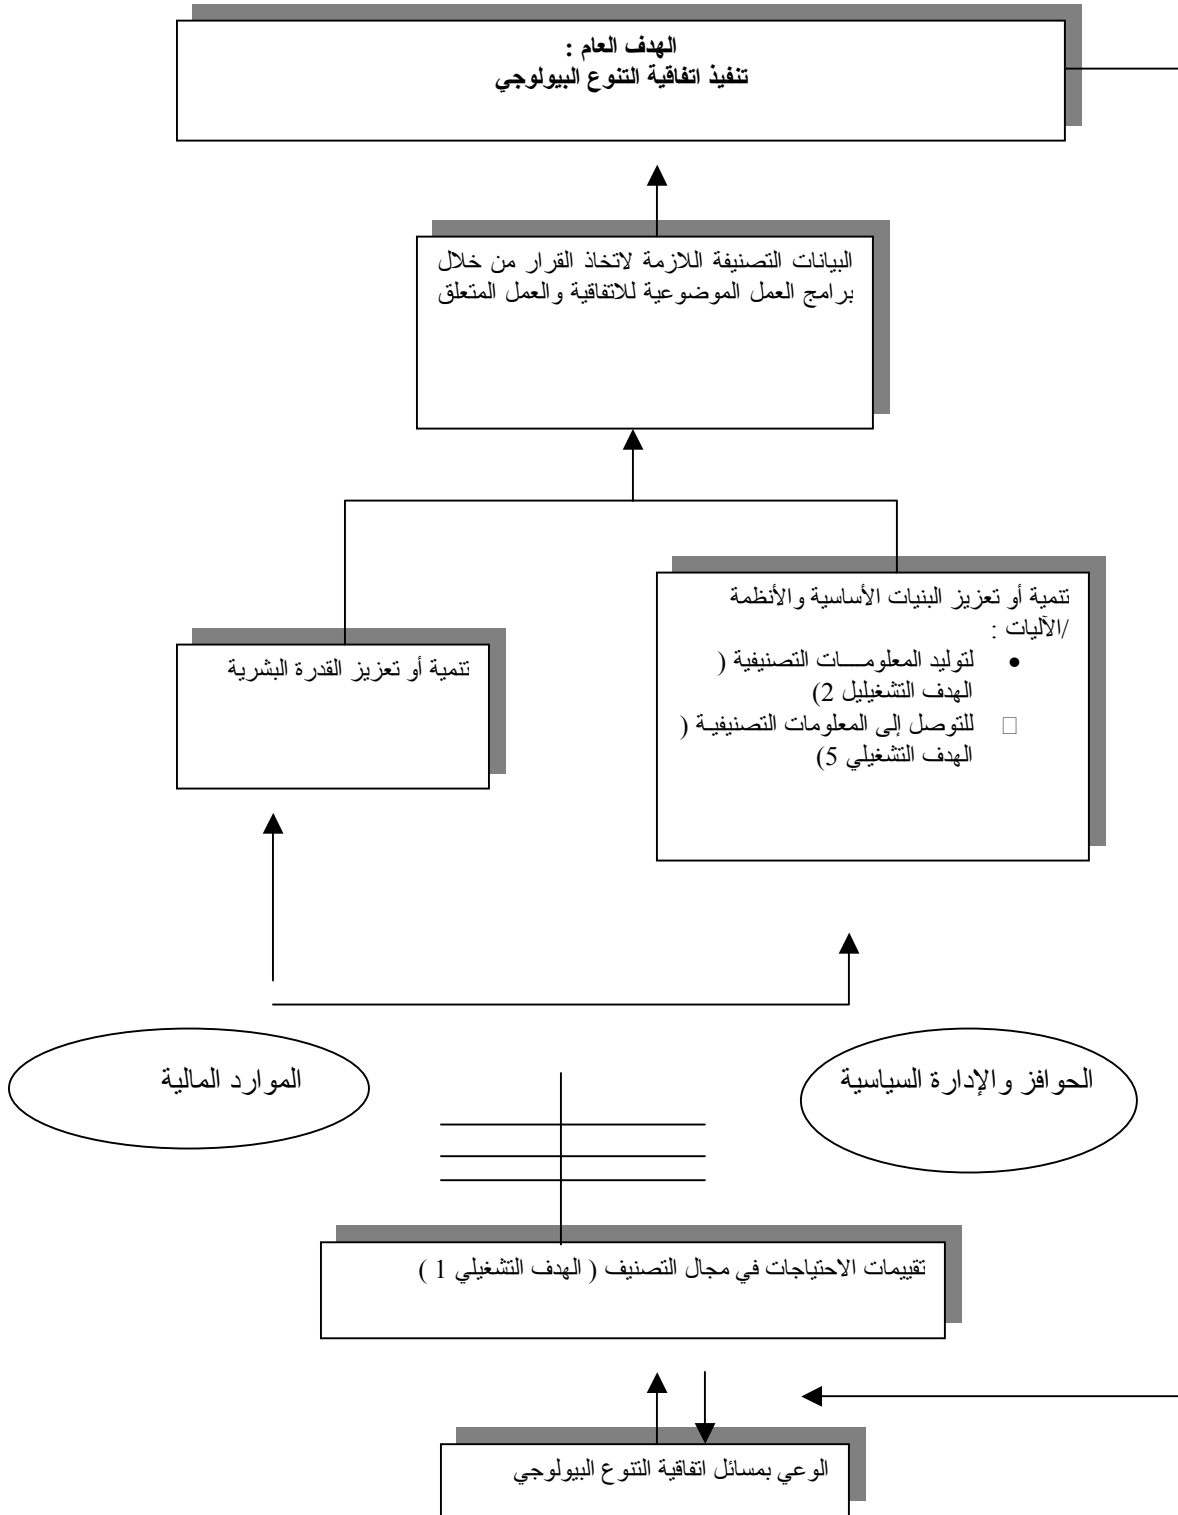 الهدف العام :
تنفيذ اتفاقية التنوع البيولوجي
البيانات التصنيفة اللازمة لاتخاذ القرار من خلال
برامج العمل الموضوعية للاتفاقية والعمل المتعلق
تنمية أو تعزيز البنيات الأساسية والأنظمة
/الآليات :
• لتوليد المعلومـــات التصنيفية (
الهدف التشغيليل 2)
□ للتوصل إلى المعلومات التصنيفيـة (
الهدف التشغيلي 5)
تنمية أو تعزيز القدرة البشرية
الحوافز والإدارة السياسية
الموارد المالية
تقييمات الاحتياجات في مجال التصنيف ( الهدف التشغيلي 1 )
الوعي بمسائل اتفاقية التنوع البيولوجي